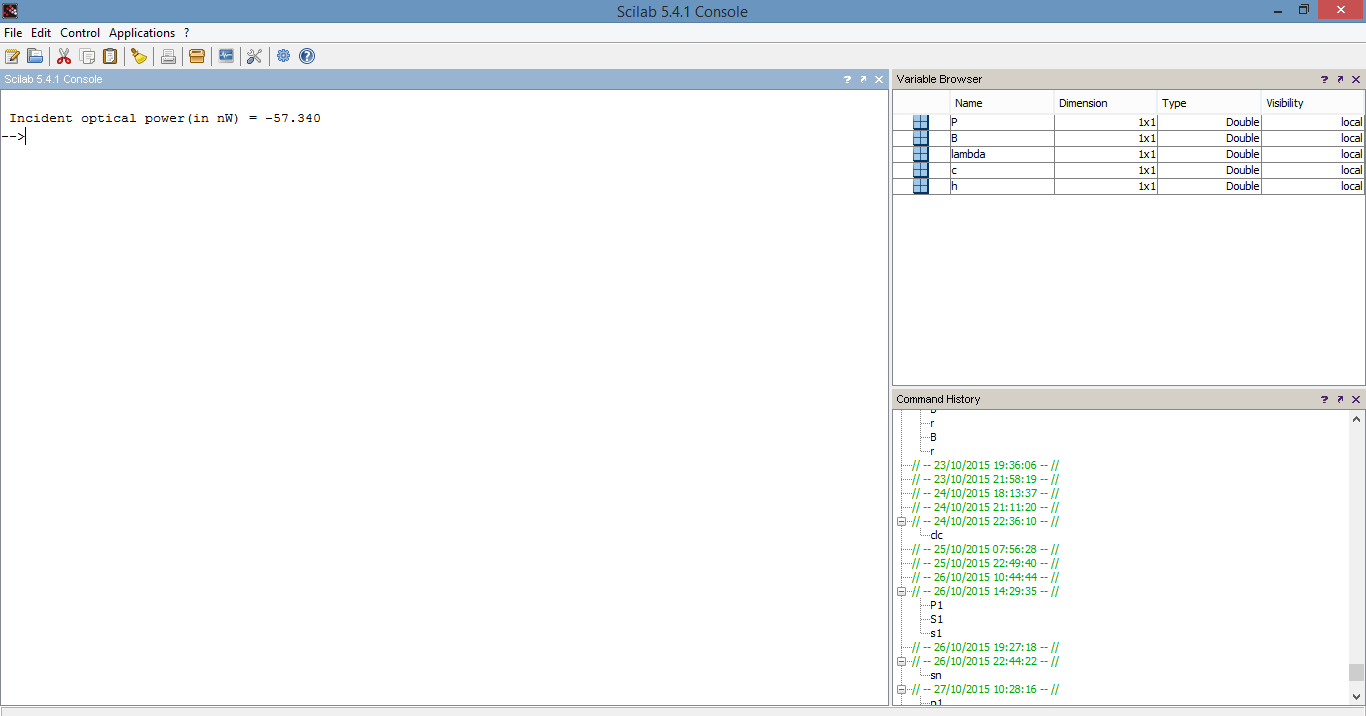 Scilab 5.4.1 Console
File Edit Control Applications ?
Scilab 5.4.1 Console
Incident optical power(in nW) = -57.340
-->
Variable Browser
Name Dimension Type Visibility
P 1x1 Double local
B 1x1 Double local
lambda 1x1 Double local
c 1x1 Double local
h 1x1 Double local
Command History
r
B
r
// -- 23/10/2015 19:36:06 -- //
// -- 23/10/2015 21:58:19 -- //
// -- 24/10/2015 18:13:37 -- //
// -- 24/10/2015 21:11:20 -- //
// -- 24/10/2015 22:36:10 -- //
clc
// -- 25/10/2015 07:56:28 -- //
// -- 25/10/2015 22:49:40 -- //
// -- 26/10/2015 10:44:44 -- //
// -- 26/10/2015 14:29:35 -- //
P1
S1
s1
// -- 26/10/2015 19:27:18 -- //
// -- 26/10/2015 22:44:22 -- //
sn
// -- 27/10/2015 10:28:16 -- //